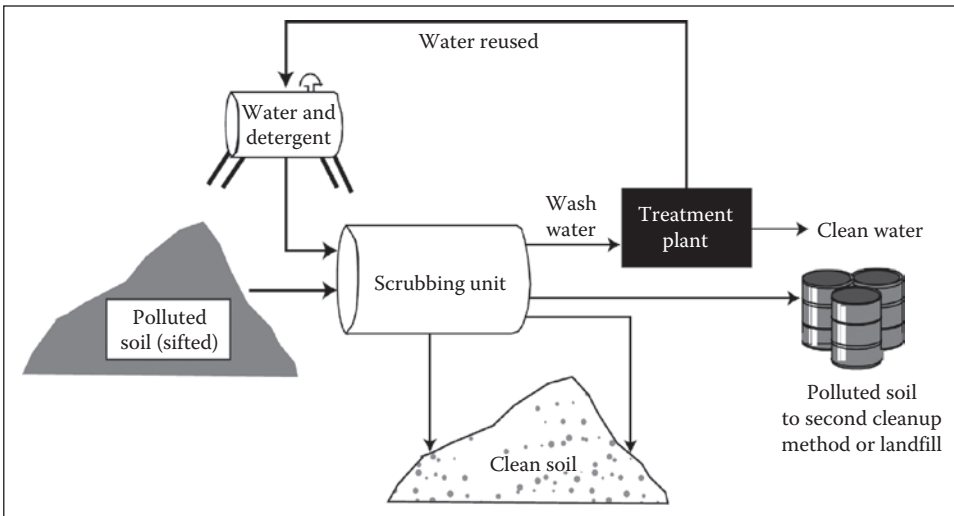 Water reused
Water and
detergent
Wash
water
Treatment
plant
Clean water
Scrubbing unit
Polluted
soil (sifted)
Polluted soil
to second cleanup
method or landfill
Clean soil